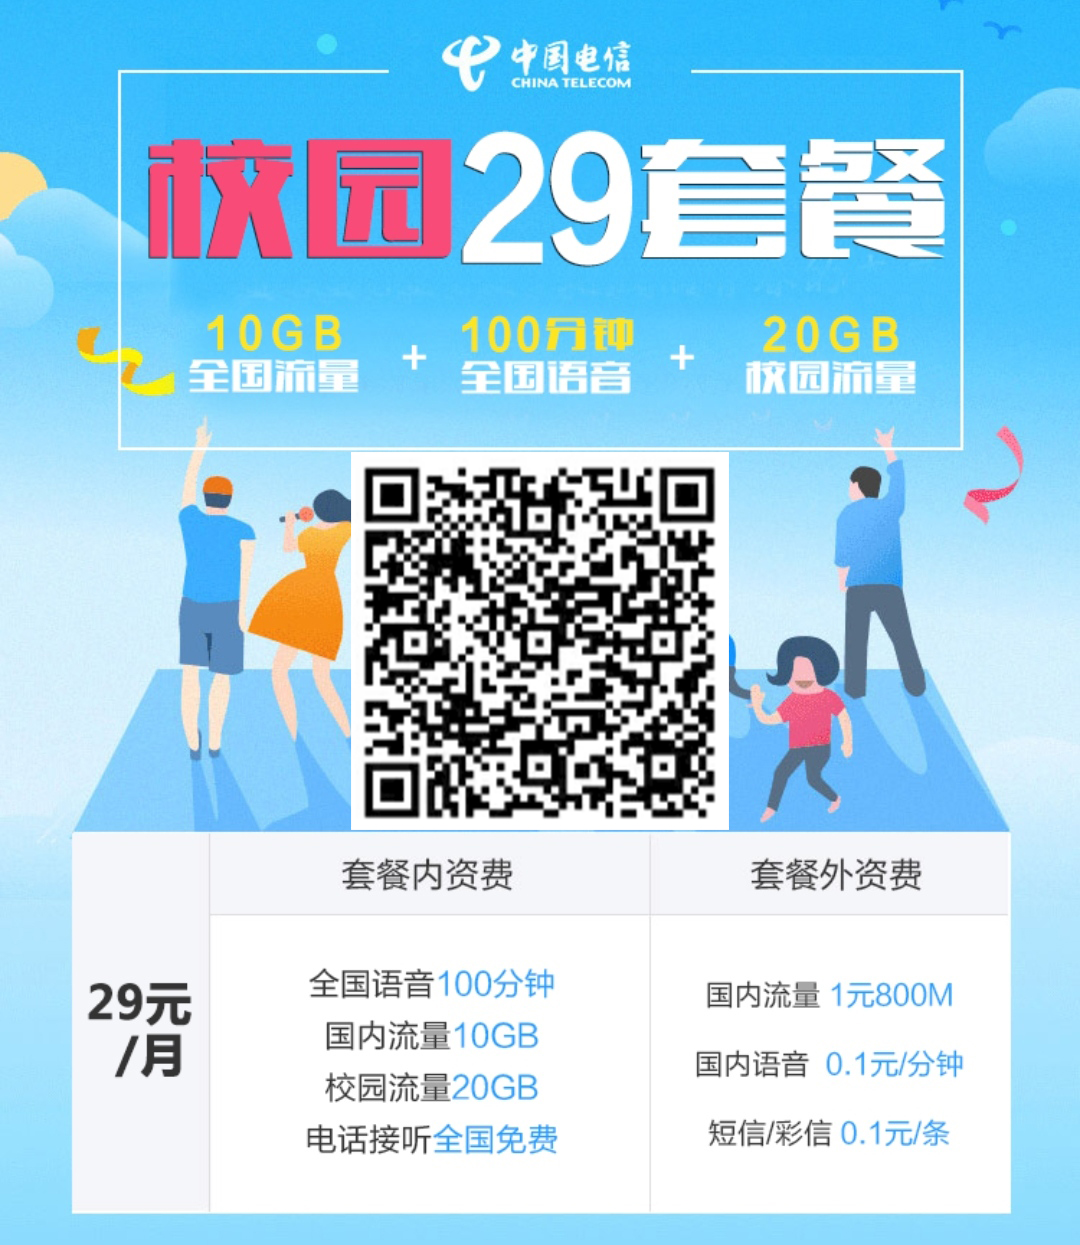 中国电信
CHINA TELECOM
校园29套餐
10GB + 100分钟 + 20GB
全国流量 全国语音 校园流量
套餐内资费 套餐外资费
29元/月
全国语音100分钟
国内流量10GB
校园流量20GB
电话接听全国免费
国内流量 1元800M
国内语音 0.1元/分钟
短信/彩信 0.1元/条